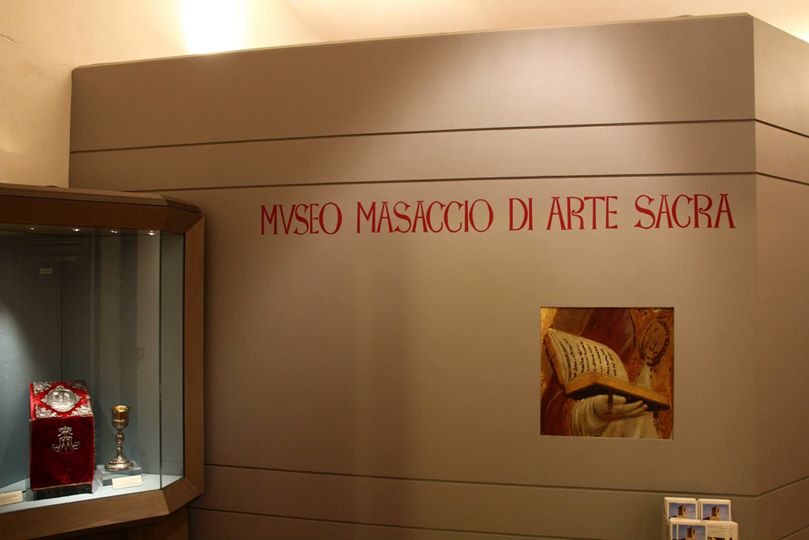 MVSEO MASACCIO DI ARTE SACRA